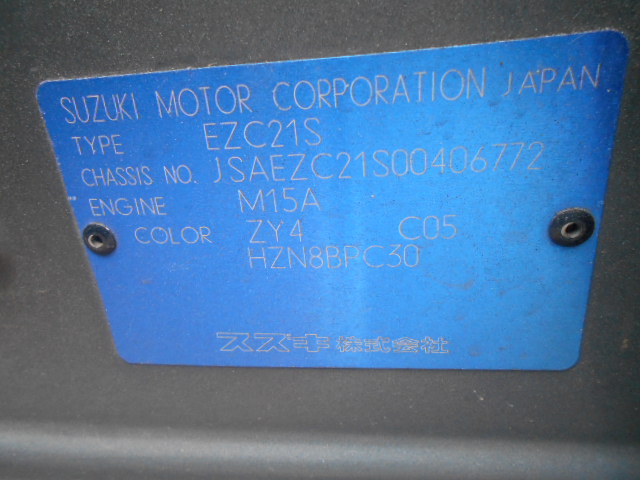 SUZUKI MOTOR CORPORATION JAPAN
TYPE EZC21S
CHASSIS NO. JSAEZC21S00406772
ENGINE M15A
COLOR ZY4 C05
HZN8BPC30
スズキ株式会社